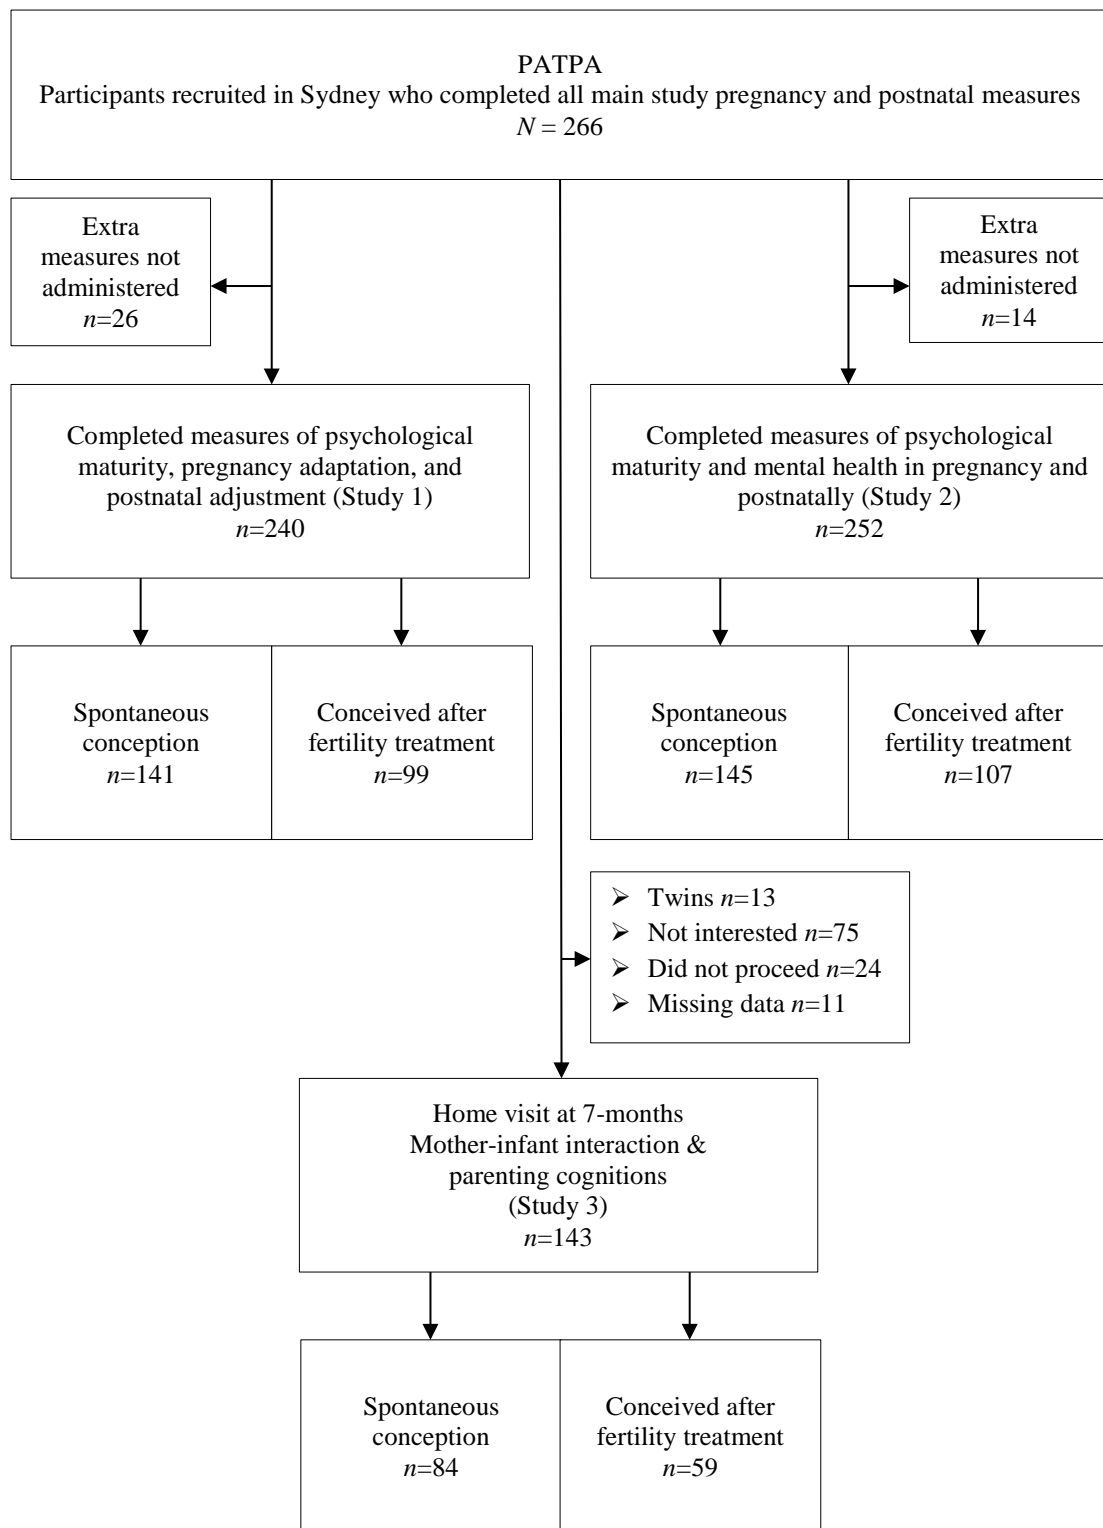 PATPA
Participants recruited in Sydney who completed all main study pregnancy and postnatal measures
N = 266
Extra
measures not
administered
n=26
Extra
measures not
administered
n=14
Completed measures of psychological
maturity, pregnancy adaptation, and
postnatal adjustment (Study 1)
n=240
Completed measures of psychological
maturity and mental health in pregnancy and
postnatally (Study 2)
n=252
Spontaneous
conception
n=141
Conceived after
fertility treatment
n=99
Spontaneous
conception
n=145
Conceived after
fertility treatment
n=107
➢ Twins n=13
➢ Not interested n=75
➢ Did not proceed n=24
➢ Missing data n=11
Home visit at 7-months
Mother-infant interaction &
parenting cognitions
(Study 3)
n=143
Spontaneous
conception
n=84
Conceived after
fertility treatment
n=59